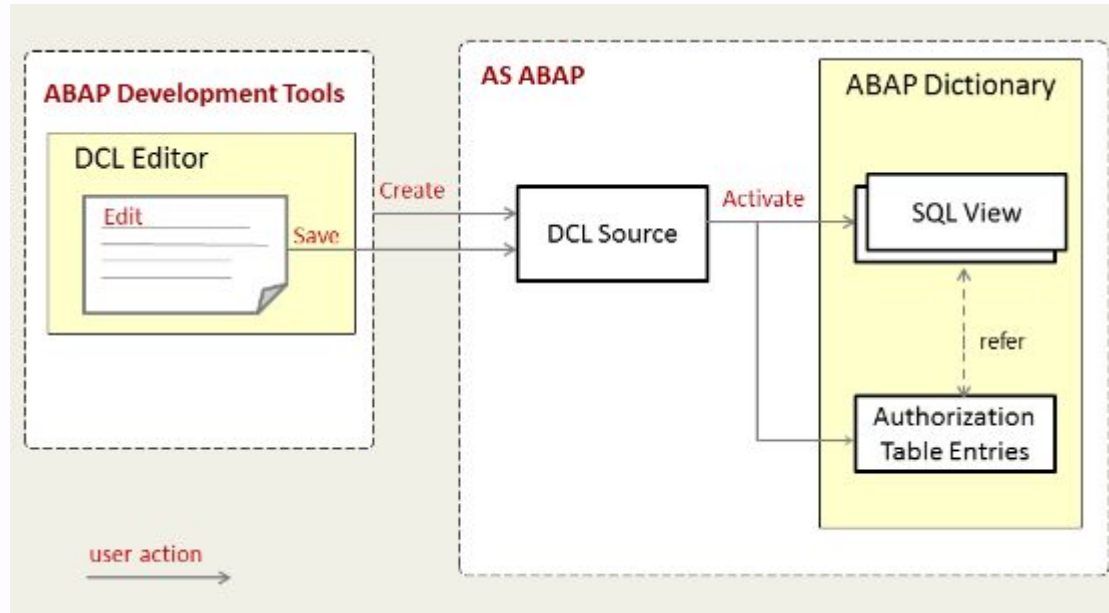 ABAP Development Tools
DCL Editor
Edit
Save
Create
AS ABAP
DCL Source
Activate
ABAP Dictionary
SQL View
refer
Authorization
Table Entries
user action